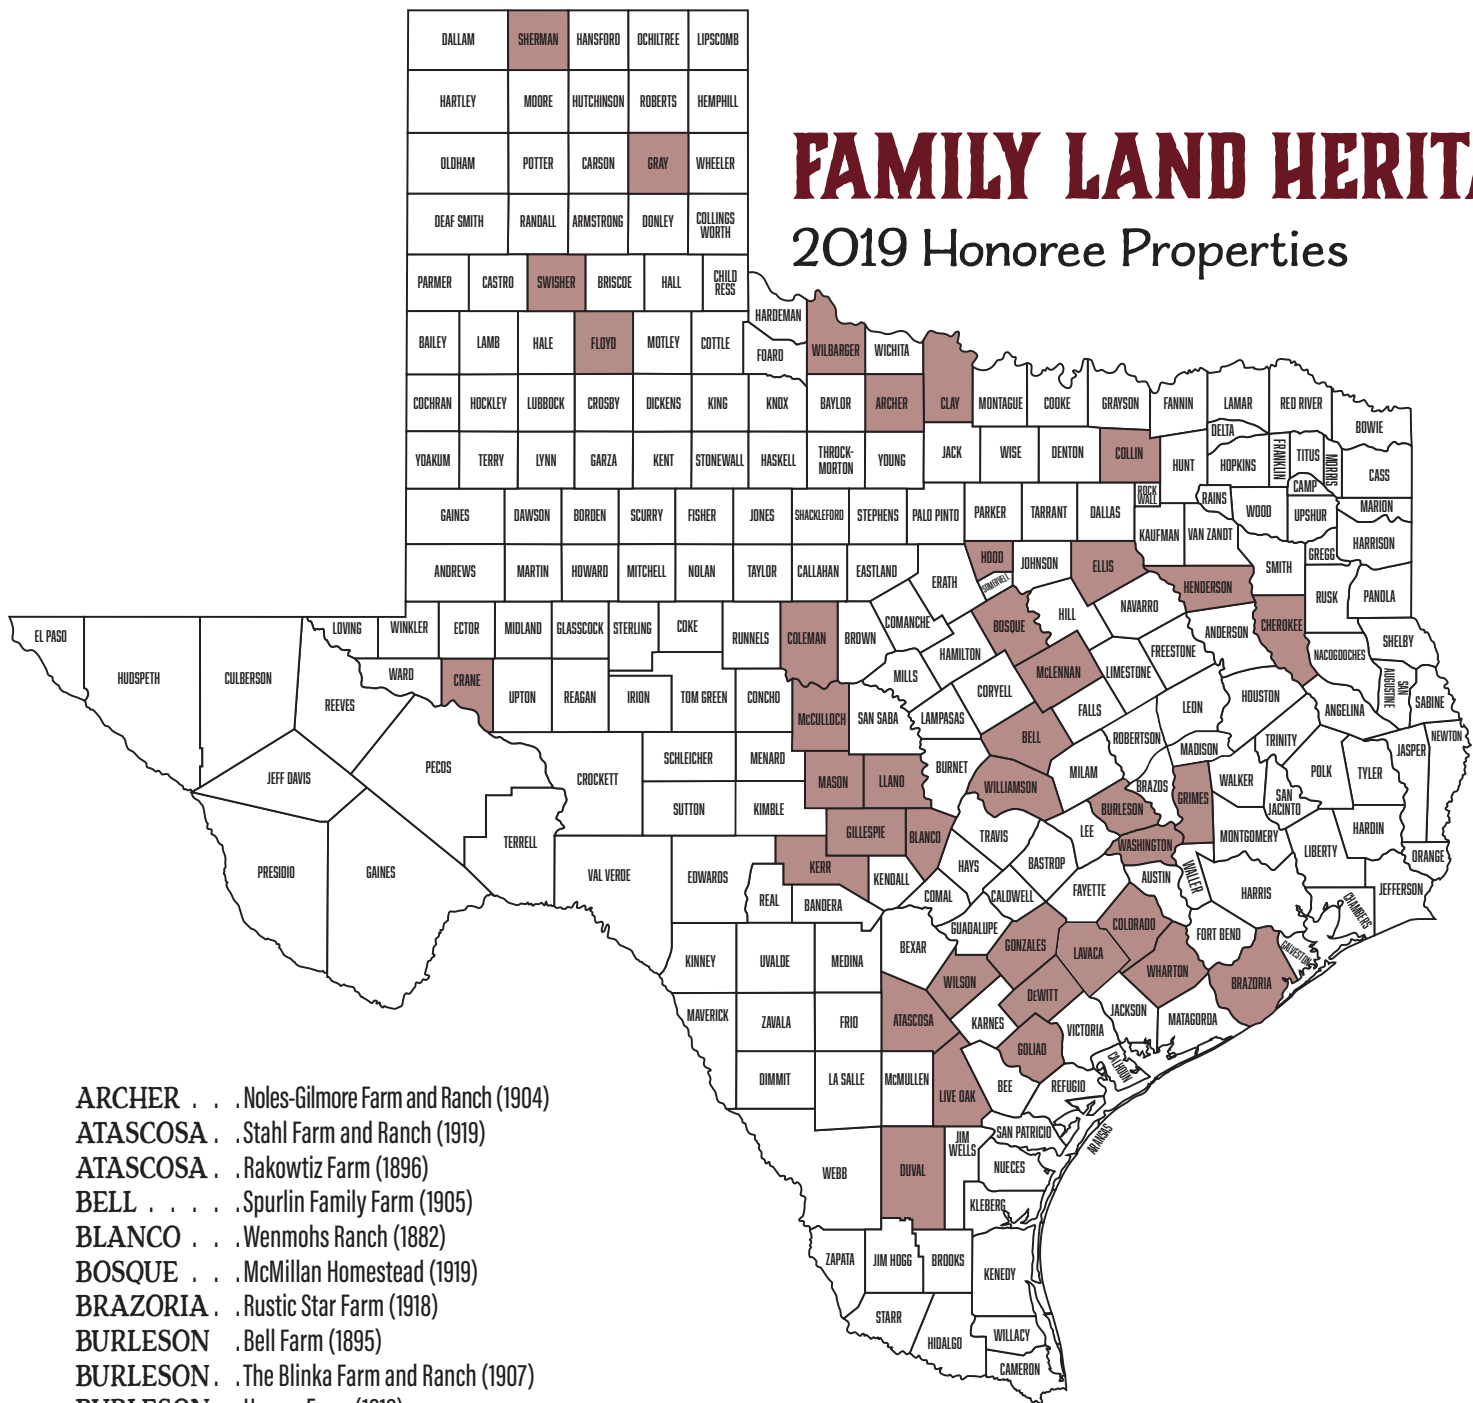 DALLAM SHERMAN HANSFORD OCHILTREE LIPSCOMB
HARTLEY MOORE HUTCHINSON ROBERTS HEMPHILL
FAMILY LAND HERITA
OLDHAM POTTER CARSON GRAY WHEELER
2019 Honoree Properties
DEAF SMITH RANDALL ARMSTRONG DONLEY COLLINGS
WORTH
PARMER CASTRO SWISHER BRISCOE HALL CHILD
RESS
HARDEMAN
BAILEY LAMB HALE FLOYD MOTLEY COTTLE FOARD WILBARGER WICHITA
COCHRAN HOCKLEY LUBBOCK CROSBY DICKENS KING KNOX BAYLOR ARCHER CLAY MONTAGUE COOKE GRAYSON FANNIN LAMAR RED RIVER
BOWIE
DELTA
YOAKUM TERRY LYNN GARZA KENT STONEWALL HASKELL THROCK-
MORTON YOUNG JACK WISE DENTON COLLIN HUNT HOPKINS FRANKLIN TITUS MORRIS CASS
CAMP
ROCK
WALL RAINS
GAINES DAWSON BORDEN SCURRY FISHER JONES SHACKLEFORD STEPHENS PALO PINTO PARKER TARRANT DALLAS WOOD UPSHUR MARION
KAUFMAN VAN ZANDT HARRISON
GREGG
ANDREWS MARTIN HOWARD MITCHELL NOLAN TAYLOR CALLAHAN EASTLAND ERATH HOOD JOHNSON ELLIS SMITH
SOMERVELL HENDERSON RUSK PANOLA
EL PASO LOVING WINKLER ECTOR MIDLAND GLASSCOCK STERLING COKE RUNNELS COLEMAN BROWN COMANCHE BOSQUE HILL NAVARRO ANDERSON CHEROKEE
NACOGDOCHES SHELBY
HUDSPETH CULBERSON REEVES WARD CRANE UPTON REAGAN IRION TOM GREEN CONCHO MILLS HAMILTON McLENNAN LIMESTONE FREESTONE
CORYELL HOUSTON SAN
AUGUSTINE SABINE
McCULLOCH SAN SABA LAMPASAS FALLS LEON ANGELINA
BELL ROBERTSON MADISON TRINITY JASPER NEWTON
JEFF DAVIS PECOS CROCKETT SCHLEICHER MENARD MASON LLANO BURNET WILLIAMSON MILAM BRAZOS GRIMES WALKER SAN
JACINTO POLK TYLER
SUTTON KIMBLE BURLESON
TERRELL GILLESPIE BLANCO TRAVIS LEE WASHINGTON MONTGOMERY LIBERTY HARDIN
ORANGE
PRESIDIO GAINES VAL VERDE EDWARDS KERR KENDALL HAYS BASTROP AUSTIN WALLER HARRIS JEFFERSON
REAL BANDERA COMAL CALDWELL FAYETTE CHAMBERS
GUADALUPE COLORADO FORT BEND
KINNEY UVALDE MEDINA BEXAR GONZALES LAVACA GALVESTON
WILSON WHARTON BRAZORIA
DeWITT
MAVERICK ZAVALA FRIO ATASCOSA KARNES JACKSON MATAGORDA
VICTORIA
GOLIAD CALHOUN
DIMMIT LA SALLE McMULLEN LIVE OAK BEE REFUGIO
SAN PATRICIO ARANSAS
WEBB DUVAL JIM
WELLS NUECES
KLEBERG
ZAPATA JIM HOGG BROOKS KENEDY
STARR HIDALGO WILLACY
CAMERON
ARCHER . . . Noles-Gilmore Farm and Ranch (1904)
ATASCOSA . . Stahl Farm and Ranch (1919)
ATASCOSA . . Rakowtiz Farm (1896)
BELL . . . . . Spurlin Family Farm (1905)
BLANCO . . . Wenmohs Ranch (1882)
BOSQUE . . . McMillan Homestead (1919)
BRAZORIA . . Rustic Star Farm (1918)
BURLESON . Bell Farm (1895)
BURLESON . . The Blinka Farm and Ranch (1907)